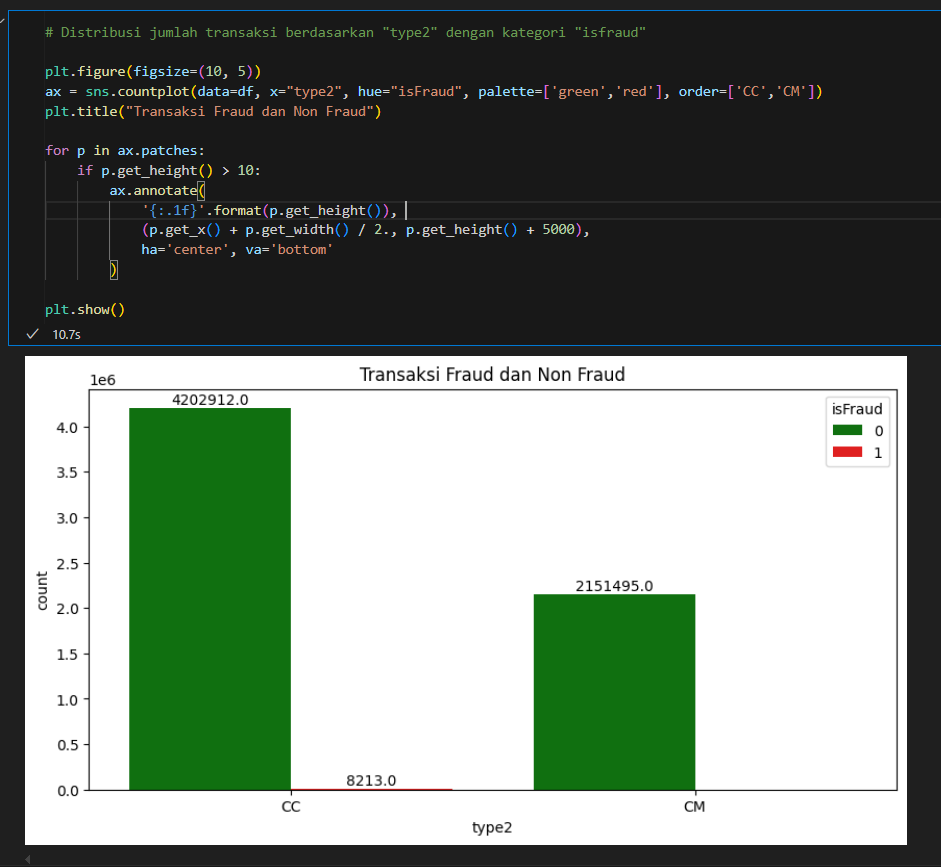 # Distribusi jumlah transaksi berdasarkan "type2" dengan kategori "isfraud"
plt.figure(figsize=(10, 5))
ax = sns.countplot(data=df, x="type2", hue="isFraud", palette=['green','red'], order=['CC','CM'])
plt.title("Transaksi Fraud dan Non Fraud")
for p in ax.patches:
if p.get_height() > 10:
ax.annotate(
'{:.1f}'.format(p.get_height()),
(p.get_x() + p.get_width() / 2., p.get_height() + 5000),
ha='center', va='bottom'
)
plt.show()
10.7s
Transaksi Fraud dan Non Fraud
1e6
4202912.0
isFraud
0
1
4.0
3.5
3.0
2.5
2151495.0
2.0
1.5
1.0
0.5
8213.0
0.0
count
CC
CM
type2